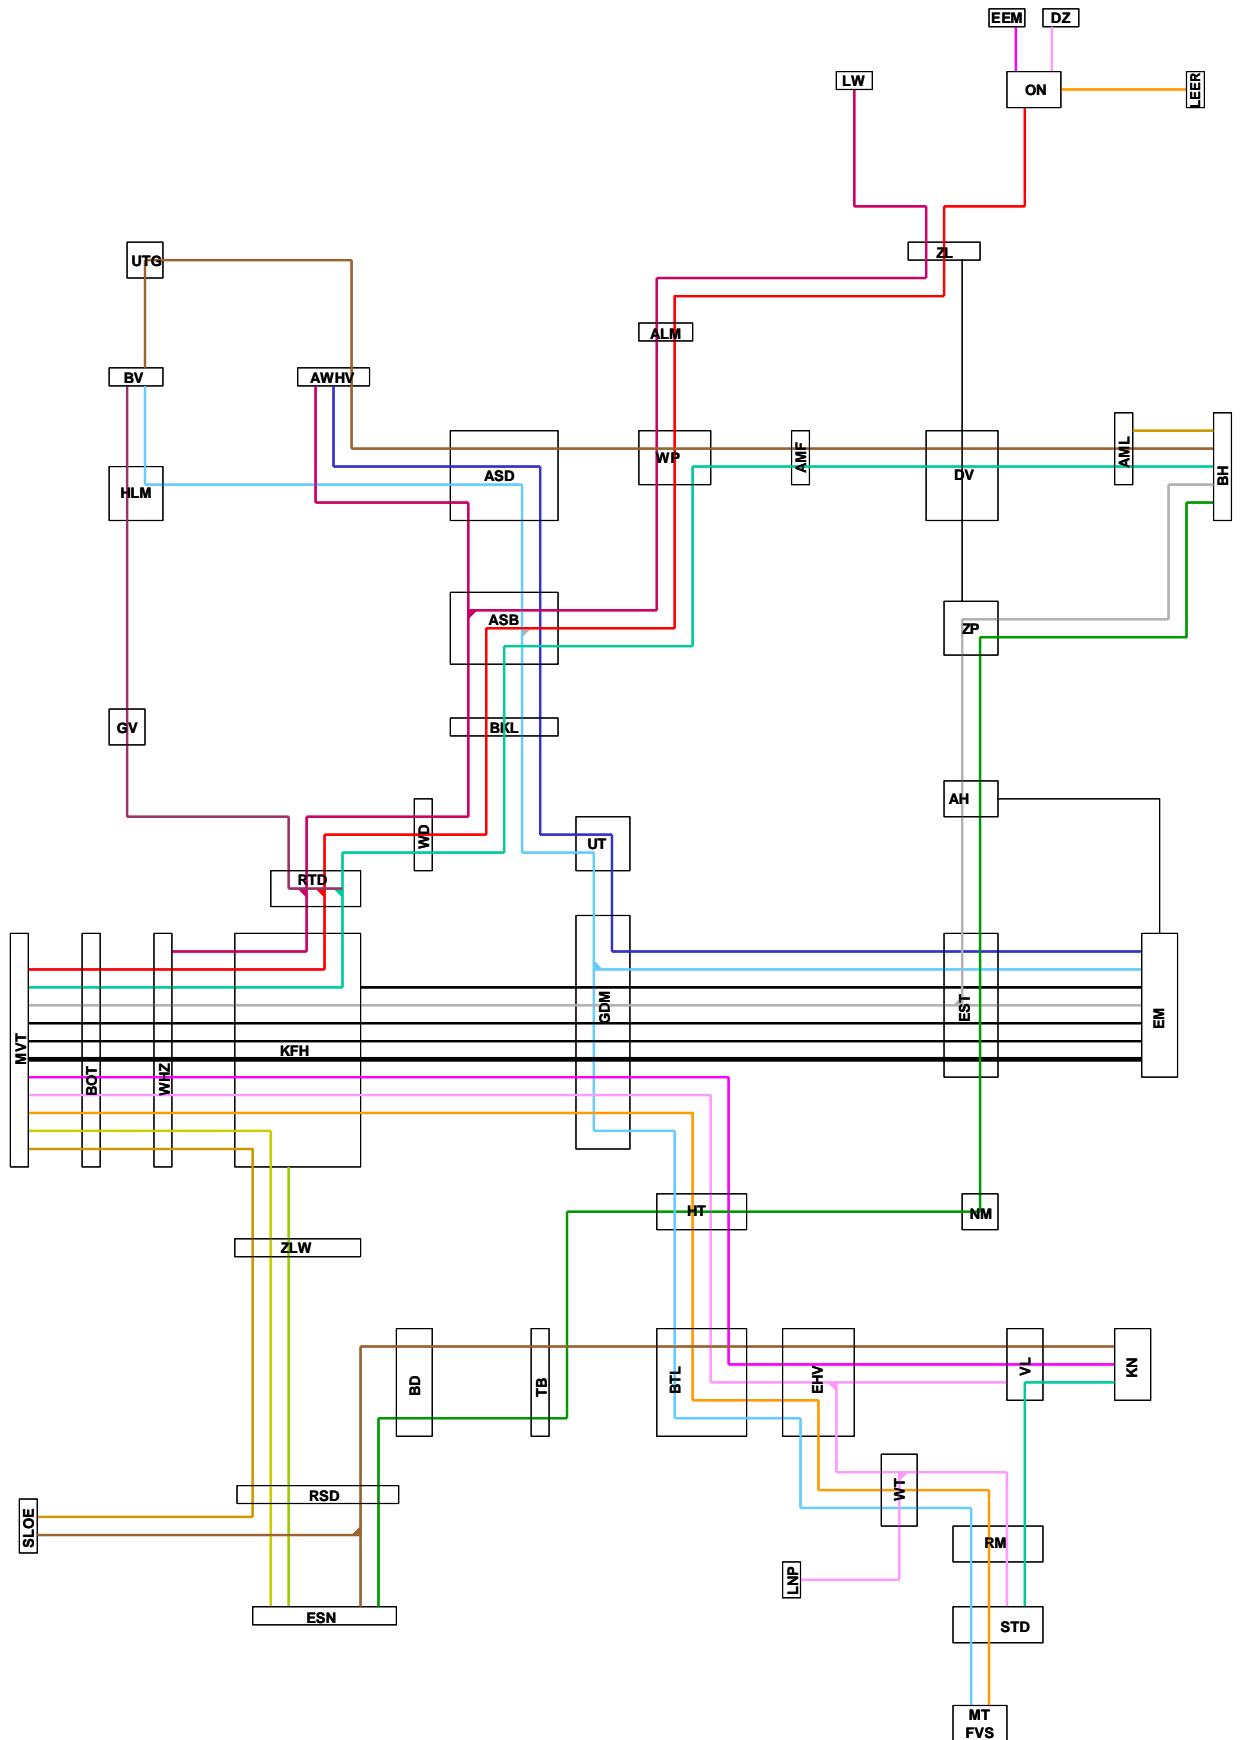 EEM
DZ
LW
ON
LEER
UTG
ZL
ALM
BV
AWHV
AML
WP
AMF
ASD
DV
BH
HLM
ASB
ZP
GV
BKL
AH
WD
UT
RTD
GDM
EST
EM
MVT
KFH
BOT
WHZ
HT
NM
ZLW
BD
TB
BTL
EHV
VL
KN
WT
RSD
SLOE
RM
LNP
ESN
STD
MT
FVS